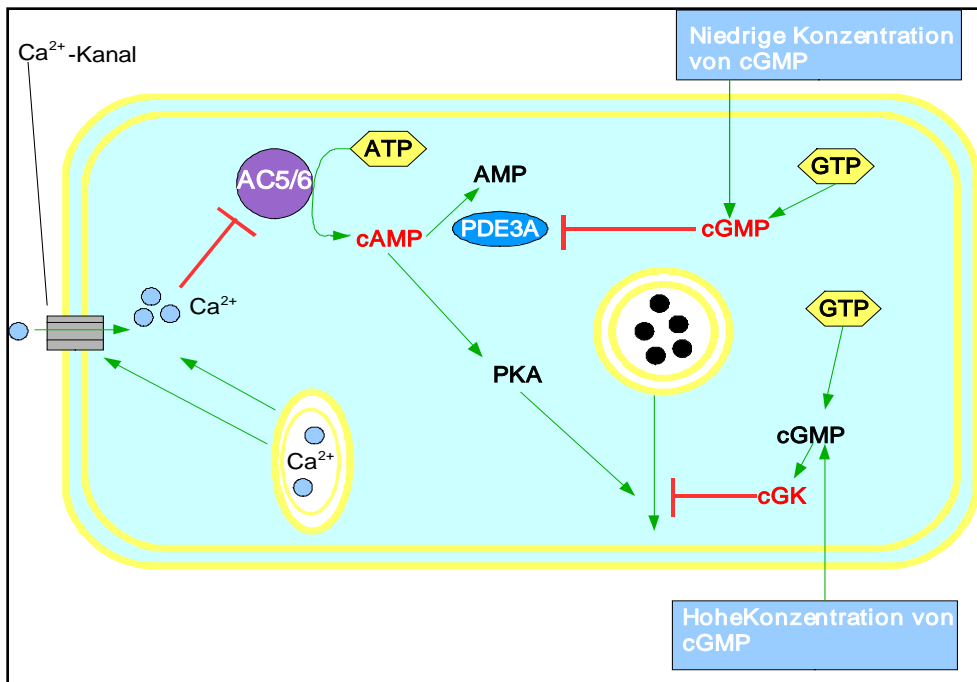 Ca²⁺-Kanal
Niedrige Konzentration
von cGMP
ATP
AC5/6
AMP
GTP
PDE3A
cAMP
cGMP
Ca²⁺
GTP
PKA
cGMP
Ca²⁺
cGK
HoheKonzentration von
cGMP